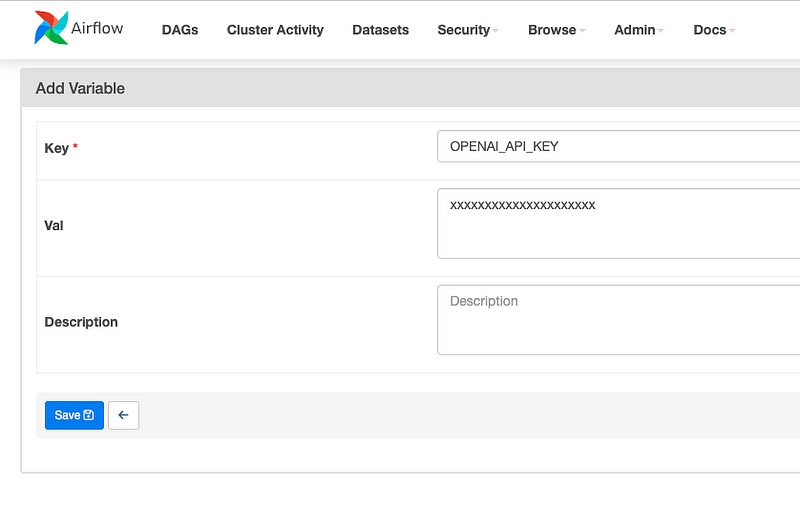 Airflow DAGs Cluster Activity Datasets Security Browse Admin Docs
Add Variable
Key * OPENAI_API_KEY
Val xxxxxxxxxxxxxxxxxxxxx
Description Description
Save